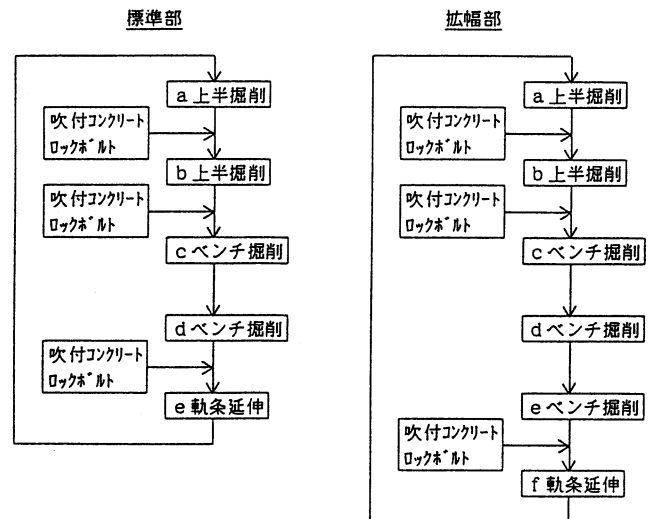 標準部
a 上半掘削
吹付コンクリート
ロックボルト
b 上半掘削
吹付コンクリート
ロックボルト
c ベンチ掘削
d ベンチ掘削
吹付コンクリート
ロックボルト
e 軌条延伸
拡幅部
a 上半掘削
吹付コンクリート
ロックボルト
b 上半掘削
吹付コンクリート
ロックボルト
c ベンチ掘削
d ベンチ掘削
e ベンチ掘削
吹付コンクリート
ロックボルト
f 軌条延伸